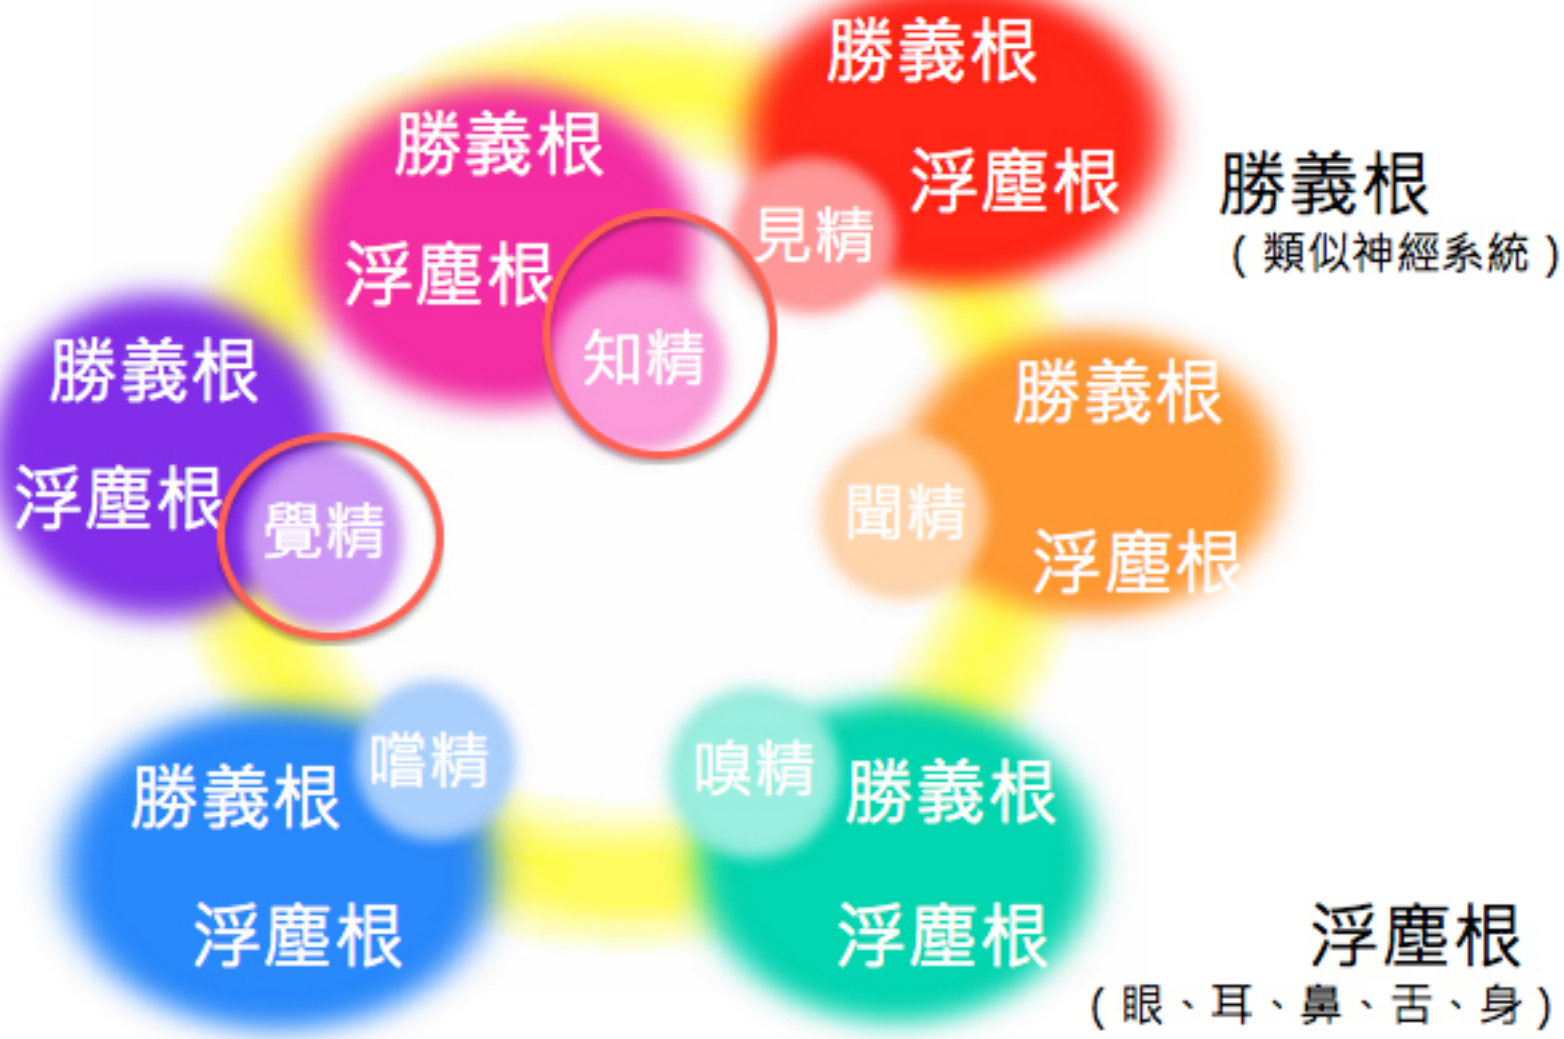 勝義根
浮塵根
見精
勝義根
浮塵根
知精
勝義根
(類似神經系統)
勝義根
浮塵根
覺精
勝義根
聞精
浮塵根
嚐精
勝義根
浮塵根
嗅精
勝義根
浮塵根
浮塵根
(眼、耳、鼻、舌、身)